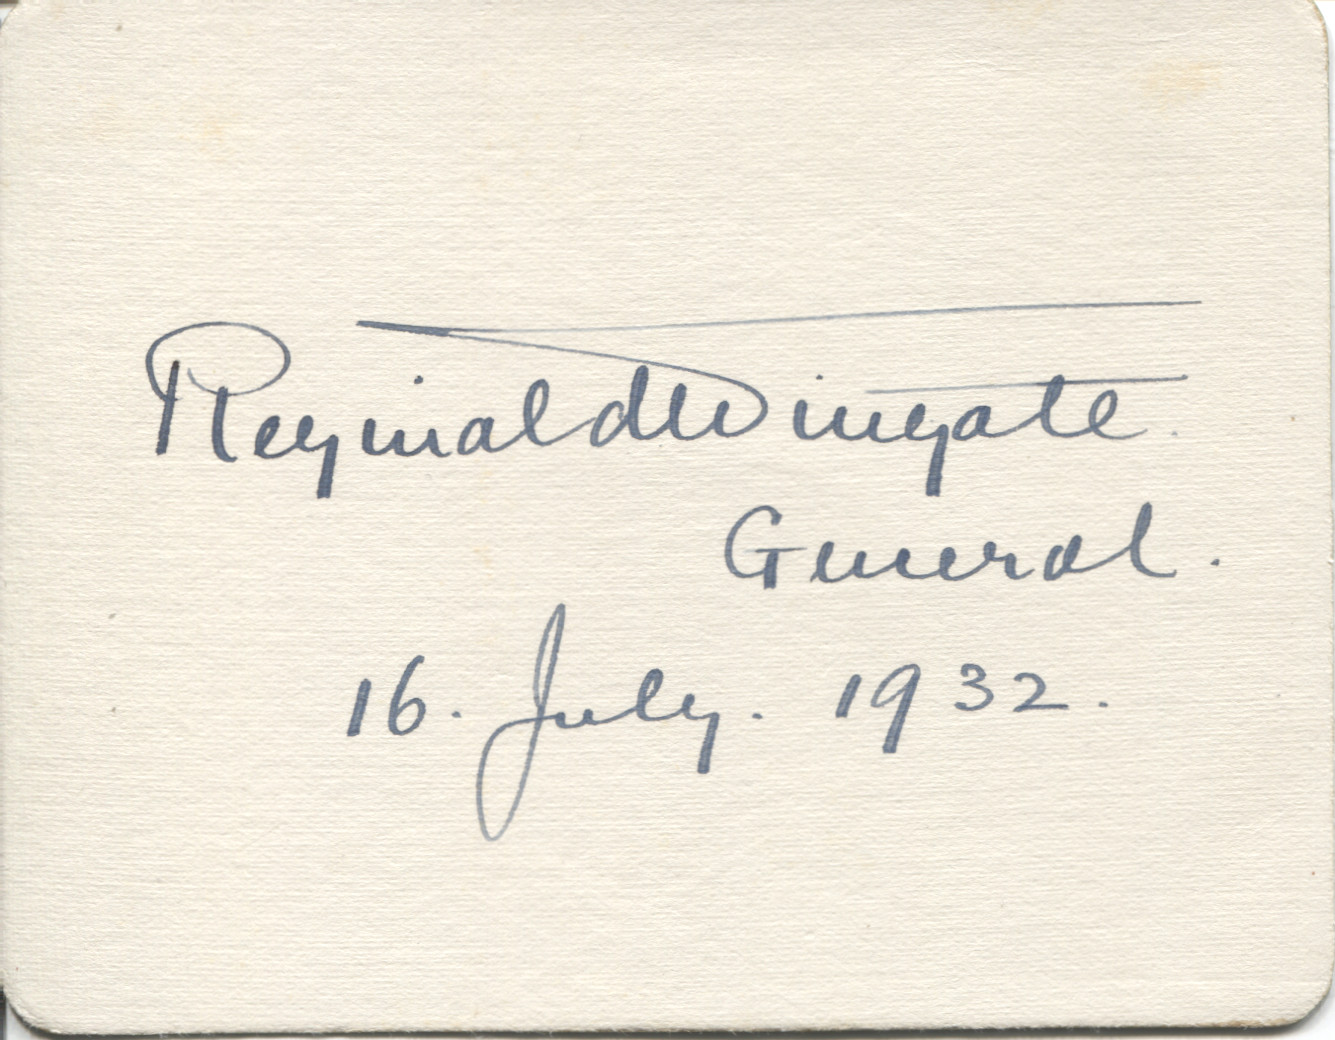 Reginald Wingate.
General.
16. July. 1932.